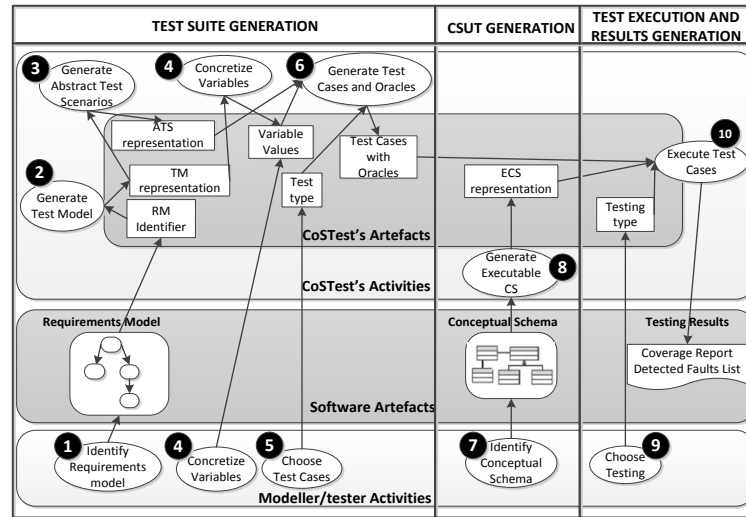 TEST SUITE GENERATION
CSUT GENERATION
TEST EXECUTION AND
RESULTS GENERATION
3
Generate
Abstract Test
Scenarios
4
Concretize
Variables
6
Generate Test
Cases and Oracles
ATS
representation
Variable
Values
Test Cases
with
Oracles
10
Execute Test
Cases
2
Generate
Test Model
TM
representation
Test
type
ECS
representation
RM
Identifier
Testing
type
CoSTest's Artefacts
Generate
Executable
CS
8
CoSTest's Activities
Requirements Model
Conceptual Schema
Testing Results
Coverage Report
Detected Faults List
Software Artefacts
1
Identify
Requirements
model
4
Concretize
Variables
5
Choose
Test Cases
7
Identify
Conceptual
Schema
9
Choose
Testing
Modeller/tester Activities